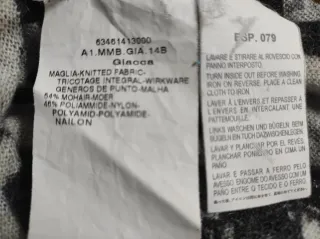 63461413000
A1.MMB.GIA.14B
Giacca
MAGLIA-KNITTED FABRIC-
TRICOTAGE INTEGRAL-WIRKWARE
GENEROS DE PUNTO-MALHA
54% MOHAIR-MOER
46% POLIAMMIDE-NYLON-
POLYAMID-POLYAMIDE-
NAILON
ESP. 079
LAVARE E STIRARE AL ROVESCIO CON
PANNO INTERPOSTO.
TURN INSIDE OUT BEFORE WASHING.
IRON ON REVERSE. PLACE A CLEAN
CLOTH TO IRON.
LAVER À L'ENVERS ET REPASSER À
L'ENVERS EN INTERCALANT UNE
PATTEMOUILLE.
LINKS WASCHEN UND BÜGELN. BEIM
BÜGELN EIN TUCH DAZWISCHENLEGEN.
LAVAR Y PLANCHAR POR EL REVÉS.
PLANCHAR PONIENDO EN CIMA UN
PAÑO.
LAVAR E PASSAR A FERRO PELO
AVESSO ENGOMÉ DO AVESSO COM UM
PANO ENTRE O TECIDO E O FERRO.